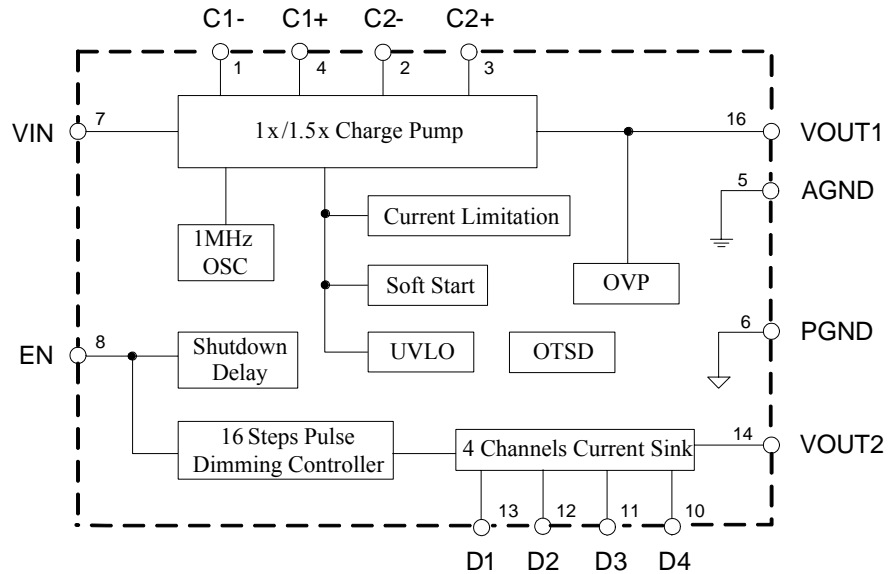 C1- C1+ C2- C2+
1 4 2 3
VIN 7 1x/1.5x Charge Pump 16 VOUT1
5 AGND
Current Limitation
1MHz
OSC
Soft Start
OVP
6 PGND
EN 8
Shutdown
Delay
UVLO
OTSD
16 Steps Pulse
Dimming Controller
4 Channels Current Sink
14 VOUT2
13 12 11 10
D1 D2 D3 D4